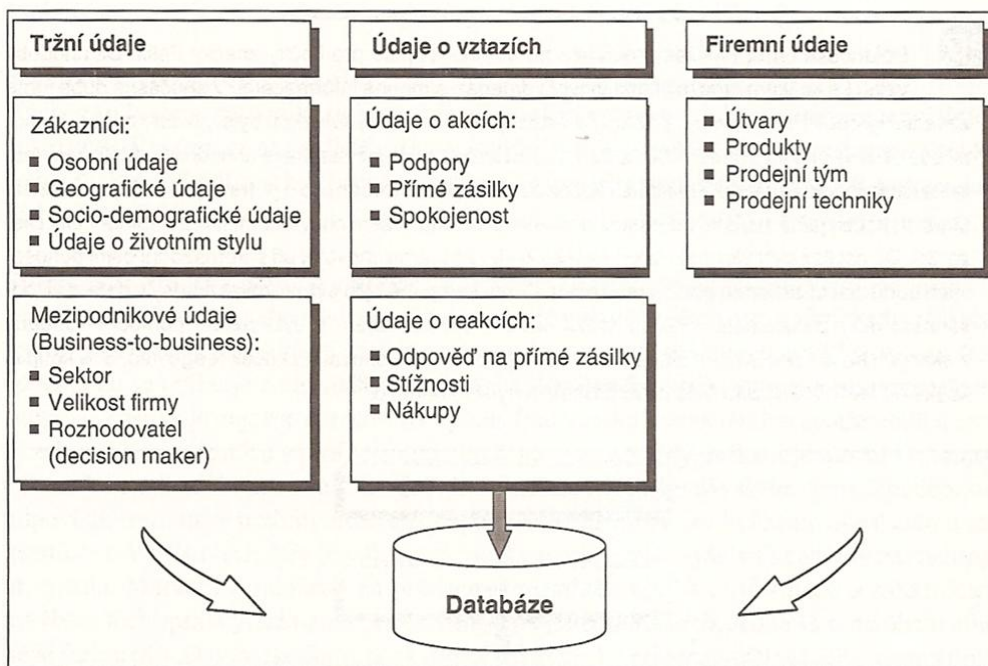 Tržní údaje
Zákazníci:
Osobní údaje
Geografické údaje
Socio-demografické údaje
Údaje o životním stylu
Mezipodnikové údaje
(Business-to-business):
Sektor
Velikost firmy
Rozhodovatel
(decision maker)
Údaje o vztazích
Údaje o akcích:
Podpory
Přímé zásilky
Spokojenost
Údaje o reakcích:
Odpověď na přímé zásilky
Stížnosti
Nákupy
Firemní údaje
Útvary
Produkty
Prodejní tým
Prodejní techniky
Databáze